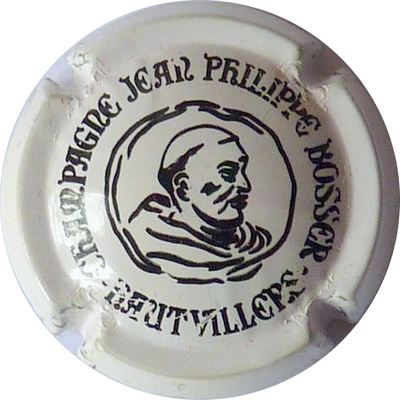 CHAMPAGNE JEAN PHILIPPE BOSSER
- HAUTVILLERS -